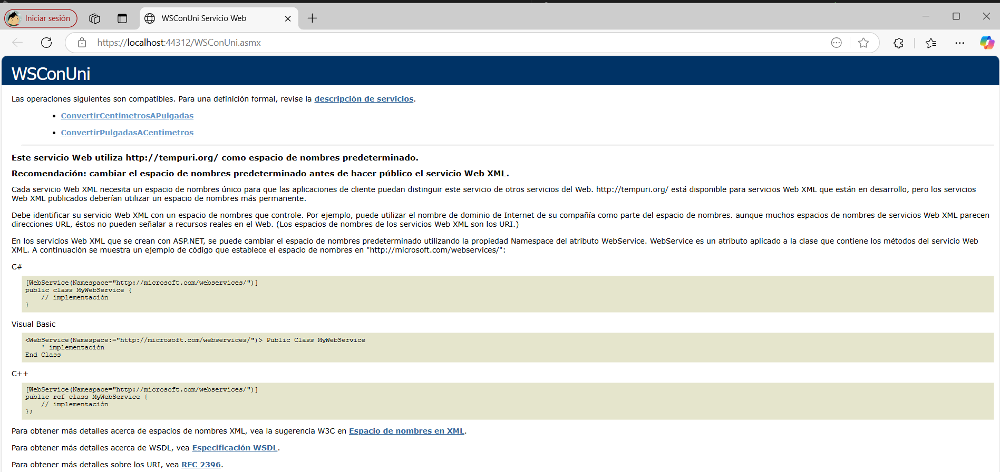 Iniciar sesión
WSConUni Servicio Web
https://localhost:44312/WSConUni.asmx
WSConUni
Las operaciones siguientes son compatibles. Para una definición formal, revise la descripción de servicios.
ConvertirCentimetrosAPulgadas
ConvertirPulgadasACentimetros
Este servicio Web utiliza http://tempuri.org/ como espacio de nombres predeterminado.
Recomendación: cambiar el espacio de nombres predeterminado antes de hacer público el servicio Web XML.
Cada servicio Web XML necesita un espacio de nombres único para que las aplicaciones de cliente puedan distinguir este servicio de otros servicios del Web. http://tempuri.org/ está disponible para servicios Web XML que están en desarrollo, pero los servicios
Web XML publicados deberían utilizar un espacio de nombres más permanente.
Debe identificar su servicio Web XML con un espacio de nombres que controle. Por ejemplo, puede utilizar el nombre de dominio de Internet de su compañía como parte del espacio de nombres. aunque muchos espacios de nombres de servicios Web XML parecen
direcciones URL, éstos no pueden señalar a recursos reales en el Web. (Los espacios de nombres de los servicios Web XML son los URI.)
En los servicios Web XML que se crean con ASP.NET, se puede cambiar el espacio de nombres predeterminado utilizando la propiedad Namespace del atributo WebService. WebService es un atributo aplicado a la clase que contiene los métodos del servicio Web
XML. A continuación se muestra un ejemplo de código que establece el espacio de nombres en "http://microsoft.com/webservices/":
C#
[WebService(Namespace="http://microsoft.com/webservices/")]
public class MyWebService {
// implementación
}
Visual Basic
<WebService(Namespace:="http://microsoft.com/webservices/")> Public Class MyWebService
' implementación
End Class
C++
[WebService(Namespace="http://microsoft.com/webservices/")]
public ref class MyWebService {
// implementación
};
Para obtener más detalles acerca de espacios de nombres XML, vea la sugerencia W3C en Espacio de nombres en XML.
Para obtener más detalles acerca de WSDL, vea Especificación WSDL.
Para obtener más detalles sobre los URI, vea RFC 2396.